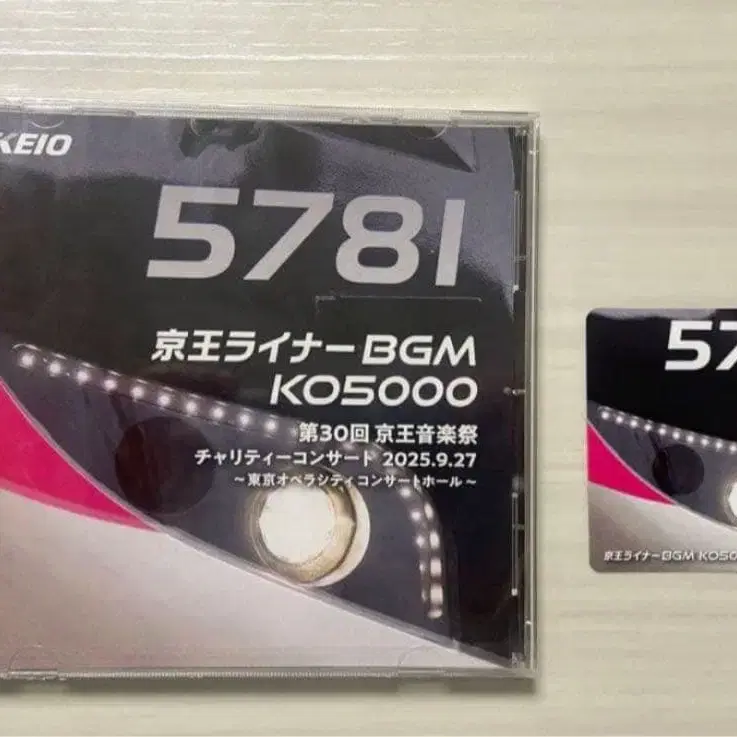 KEIO
5781
京王ライナーBGM
KO5000
第30回 京王音楽祭
チャリティーコンサート 2025.9.27
～東京オペラシティコンサートホール～
57
京王ライナーBGM KO50